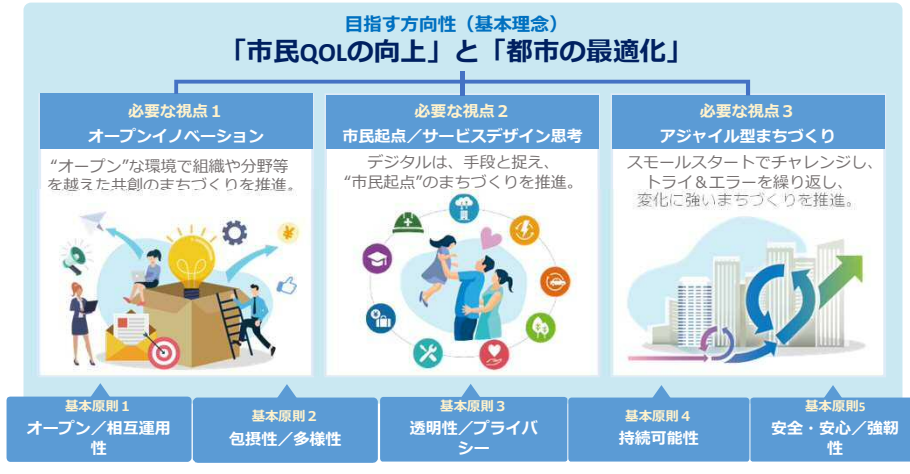 目指す方向性（基本理念）
「市民QOLの向上」と「都市の最適化」
必要な視点１
オープンイノベーション
“オープン”な環境で組織や分野等
を越えた共創のまちづくりを推進。
必要な視点２
市民起点／サービスデザイン思考
デジタルは、手段と捉え、
“市民起点”のまちづくりを推進。
必要な視点３
アジャイル型まちづくり
スモールスタートでチャレンジし、
トライ＆エラーを繰り返し、
変化に強いまちづくりを推進。
¥
¥
基本原則１
オープン／相互運用
性
基本原則２
包摂性／多様性
基本原則３
透明性／プライバ
シー
基本原則４
持続可能性
基本原則5
安全・安心／強靭
性